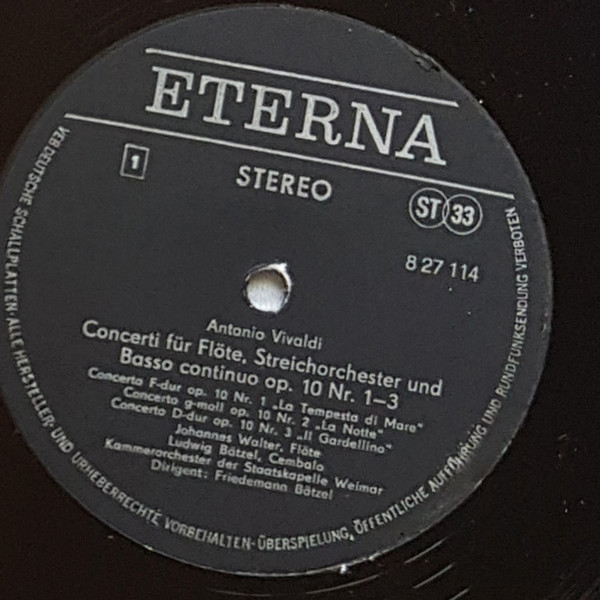 ETERNA
1
STEREO
ST 33
8 27 114
Antonio Vivaldi
Concerti für Flöte, Streichorchester und
Basso continuo op. 10 Nr. 1–3
Concerto F-dur op. 10 Nr. 1 „La Tempesta di Mare“
Concerto g-moll op. 10 Nr. 2 „La Notte“
Concerto D-dur op. 10 Nr. 3 „Il Gardellino“
Johannes Walter, Flöte
Ludwig Bätzel, Cembalo
Kammerorchester der Staatskapelle Weimar
Dirigent: Friedemann Bätzel
VEB DEUTSCHE SCHALLPLATTEN · ALLE HERSTELLER- UND URHEBERRECHTE VORBEHALTEN · ÜBERSPIELUNG, ÖFFENTLICHE AUFFÜHRUNG UND RUNDFUNKSENDUNG VERBOTEN